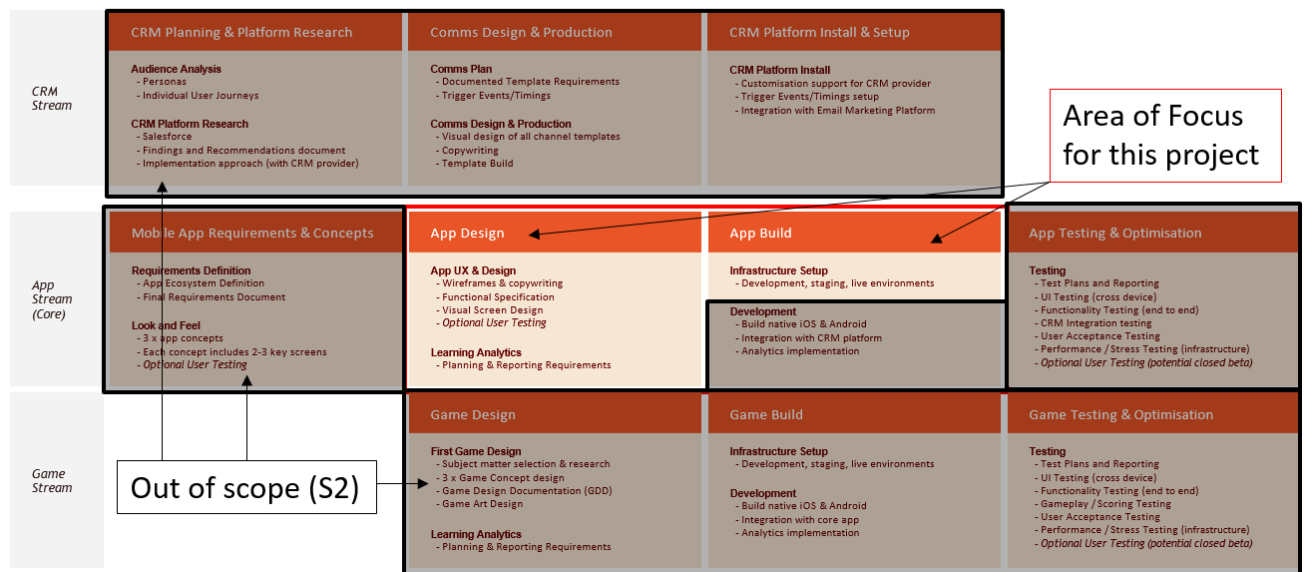 CRM Planning & Platform Research
Comms Design & Production
CRM Platform Install & Setup
CRM
Stream
Audience Analysis
- Personas
- Individual User Journeys
CRM Platform Research
- Salesforce
- Findings and Recommendations document
- Implementation approach (with CRM provider)
Comms Plan
- Documented Template Requirements
- Trigger Events/Timings
Comms Design & Production
- Visual design of all channel templates
- Copywriting
- Template Build
CRM Platform Install
- Customisation support for CRM provider
- Trigger Events/Timings setup
- Integration with Email Marketing Platform
Area of Focus
for this project
Mobile App Requirements & Concepts
App Design
App Build
App Testing & Optimisation
App
Stream
(Core)
Requirements Definition
- App Ecosystem Definition
- Final Requirements Document
Look and Feel
- 3 x app concepts
- Each concept includes 2-3 key screens
- Optional User Testing
App UX & Design
- Wireframes & copywriting
- Functional Specification
- Visual Screen Design
- Optional User Testing
Learning Analytics
- Planning & Reporting Requirements
Infrastructure Setup
- Development, staging, live environments
Development
- Build native iOS & Android
- Integration with CRM platform
- Analytics implementation
Testing
- Test Plans and Reporting
- UI Testing (cross device)
- Functionality Testing (end to end)
- CRM Integration testing
- User Acceptance Testing
- Performance / Stress Testing (infrastructure)
- Optional User Testing (potential closed beta)
Game Design
Game Build
Game Testing & Optimisation
Game
Stream
Out of scope (S2)
First Game Design
- Subject matter selection & research
- 3 x Game Concept design
- Game Design Documentation (GDD)
- Game Art Design
Learning Analytics
- Planning & Reporting Requirements
Infrastructure Setup
- Development, staging, live environments
Development
- Build native iOS & Android
- Integration with core app
- Analytics implementation
Testing
- Test Plans and Reporting
- UI Testing (cross device)
- Functionality Testing (end to end)
- Gameplay / Scoring Testing
- User Acceptance Testing
- Performance / Stress Testing (infrastructure)
- Optional User Testing (potential closed beta)